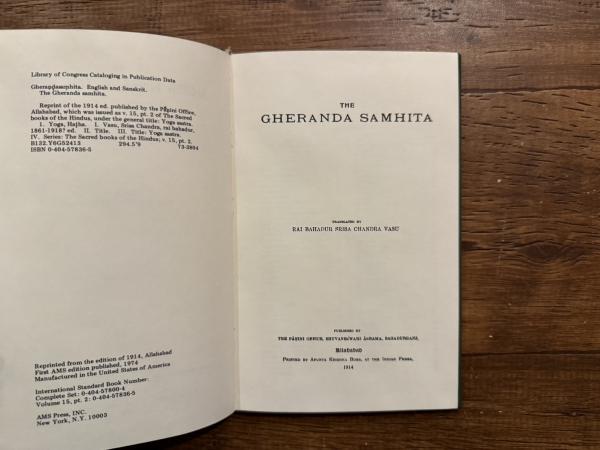 Library of Congress Cataloging in Publication Data
Gheraṇḍasaṃhita. English and Sanskrit.
The Gheranda samhita.
Reprint of the 1914 ed. published by the Pâṇini Office,
Allahabad, which was issued as v. 15, pt. 2 of The Sacred
books of the Hindus, under the general title: Yoga sastra.
1. Yoga, Haṭha. I. Vasu, Srisa Chandra, rai bahadur,
1861-1918? ed. II. Title. III. Title: Yoga sastra.
IV. Series: The Sacred books of the Hindus; v. 15, pt. 2.
B132.Y6G52413 294.5'9 73-3804
ISBN 0-404-57836-5
Reprinted from the edition of 1914, Allahabad
First AMS edition published, 1974
Manufactured in the United States of America
International Standard Book Number:
Complete Set: 0-404-57800-4
Volume 15, pt. 2: 0-404-57836-5
AMS Press, INC.
New York, N.Y. 10003
THE
GHERANDA SAMHITA
TRANSLATED BY
RAI BAHADUR SRISA CHANDRA VASU
PUBLISHED BY
THE PÂṆINI OFFICE, BHUVANEŚWARI ÂŚRAMA, BAHADURGANJ,
Allahabad
PRINTED BY APURVA KRISHNA BOSE, AT THE INDIAN PRESS,
1914